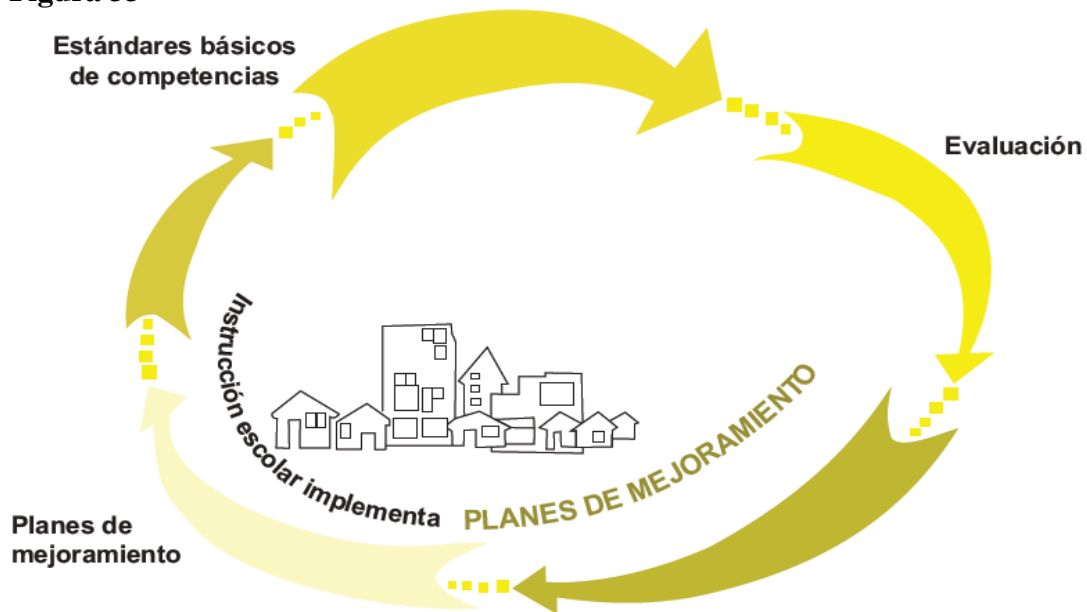 Estándares básicos
de competencias
Evaluación
Instrucción escolar implementa PLANES DE MEJORAMIENTO
Planes de
mejoramiento